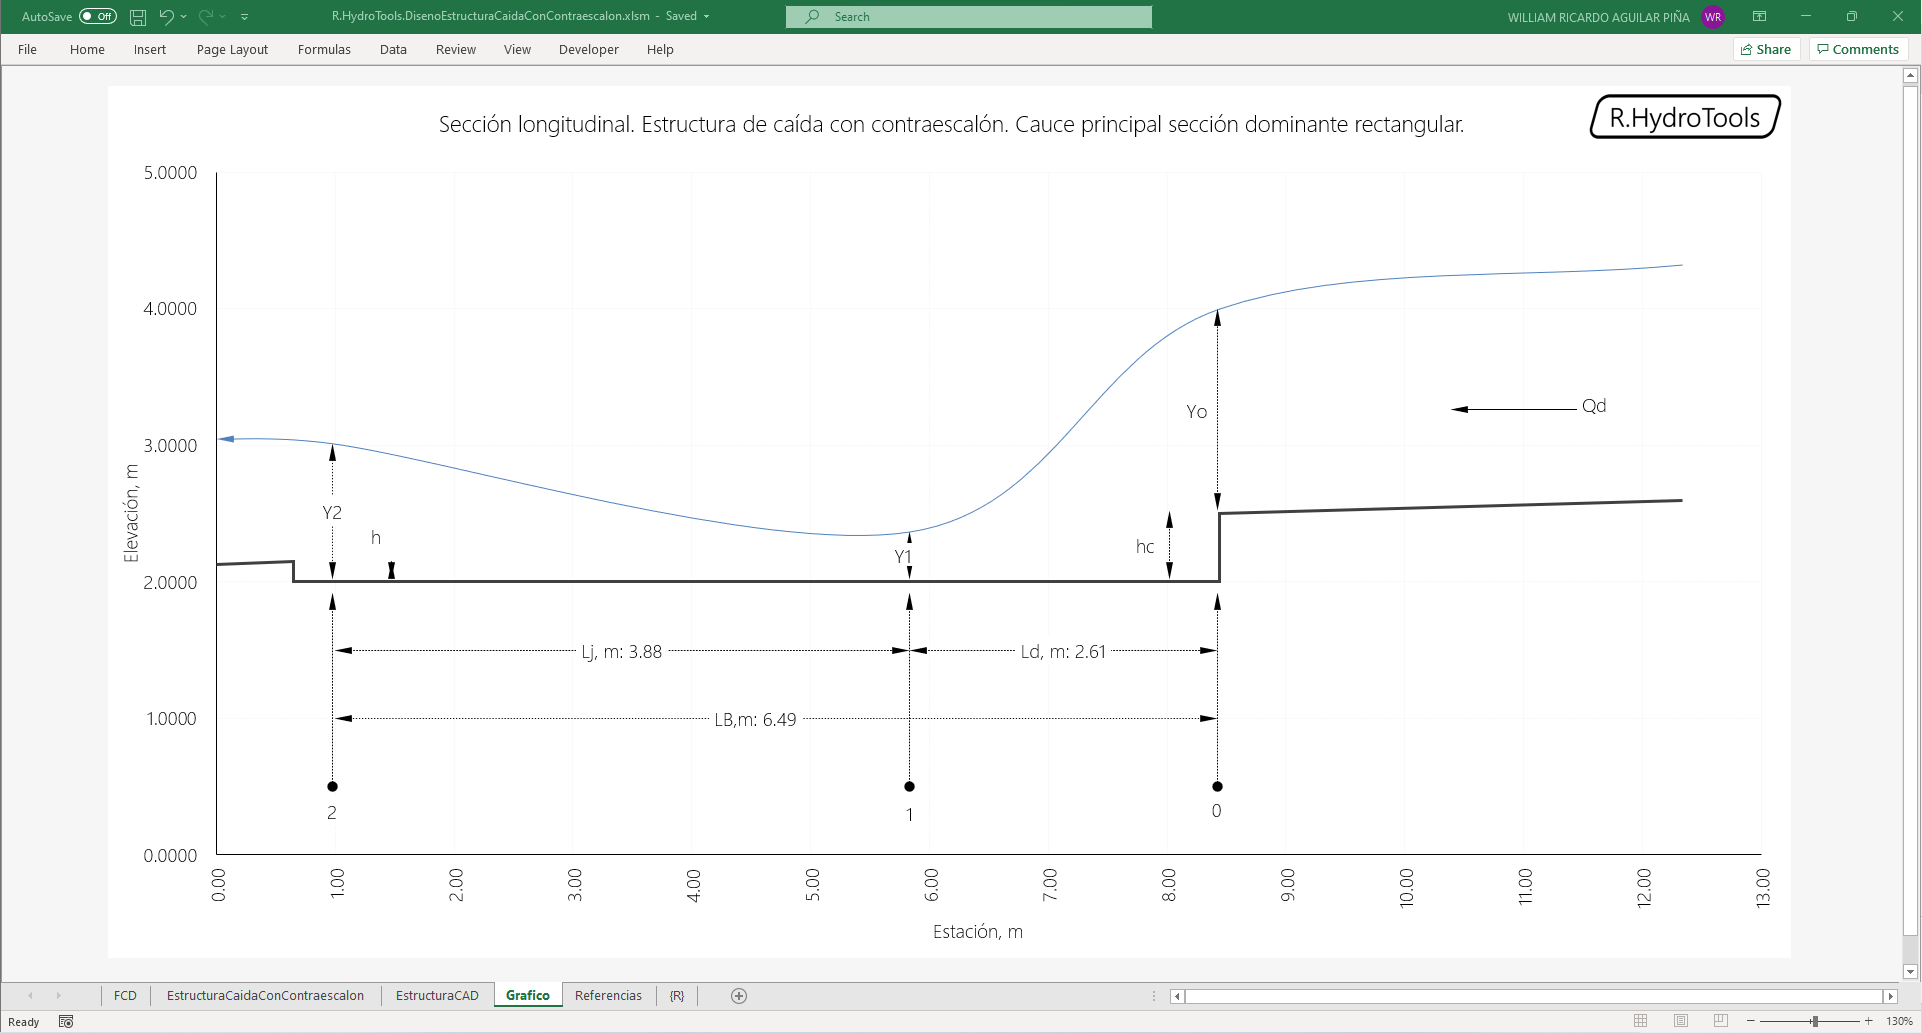 AutoSave Off R.HydroTools.DisenoEstructuraCaidaConContraescalon.xlsm - Saved Search WILLIAM RICARDO AGUILAR PIÑA WR
File Home Insert Page Layout Formulas Data Review View Developer Help Share Comments
Sección longitudinal. Estructura de caída con contraescalón. Cauce principal sección dominante rectangular.
R.HydroTools
5.0000
4.0000
3.0000
2.0000
1.0000
0.0000
Elevación, m
Qd
Yo
Y2
h
Y1
hc
Lj, m: 3.88
Ld, m: 2.61
LB,m: 6.49
2
1
0
0.00 1.00 2.00 3.00 4.00 5.00 6.00 7.00 8.00 9.00 10.00 11.00 12.00 13.00
Estación, m
FCD EstructuraCaidaConContraescalon EstructuraCAD Grafico Referencias {R}
Ready 130%